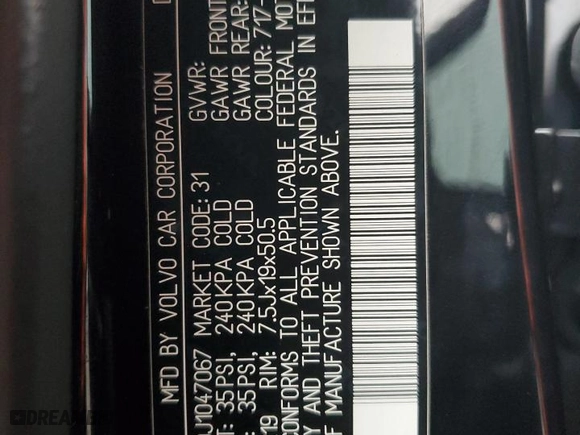 MFD BY VOLVO CAR CORPORATION
J1047067 MARKET CODE: 31 GVWR:
T: 35PSI, 240KPA COLD GAWR FRONT
: 35PSI, 240KPA COLD GAWR REAR:
19 RIM: 7.5Jx19x50.5 COLOUR: 717-
CONFORMS TO ALL APPLICABLE FEDERAL MOT
Y AND THEFT PREVENTION STANDARDS IN EFF
F MANUFACTURE SHOWN ABOVE.